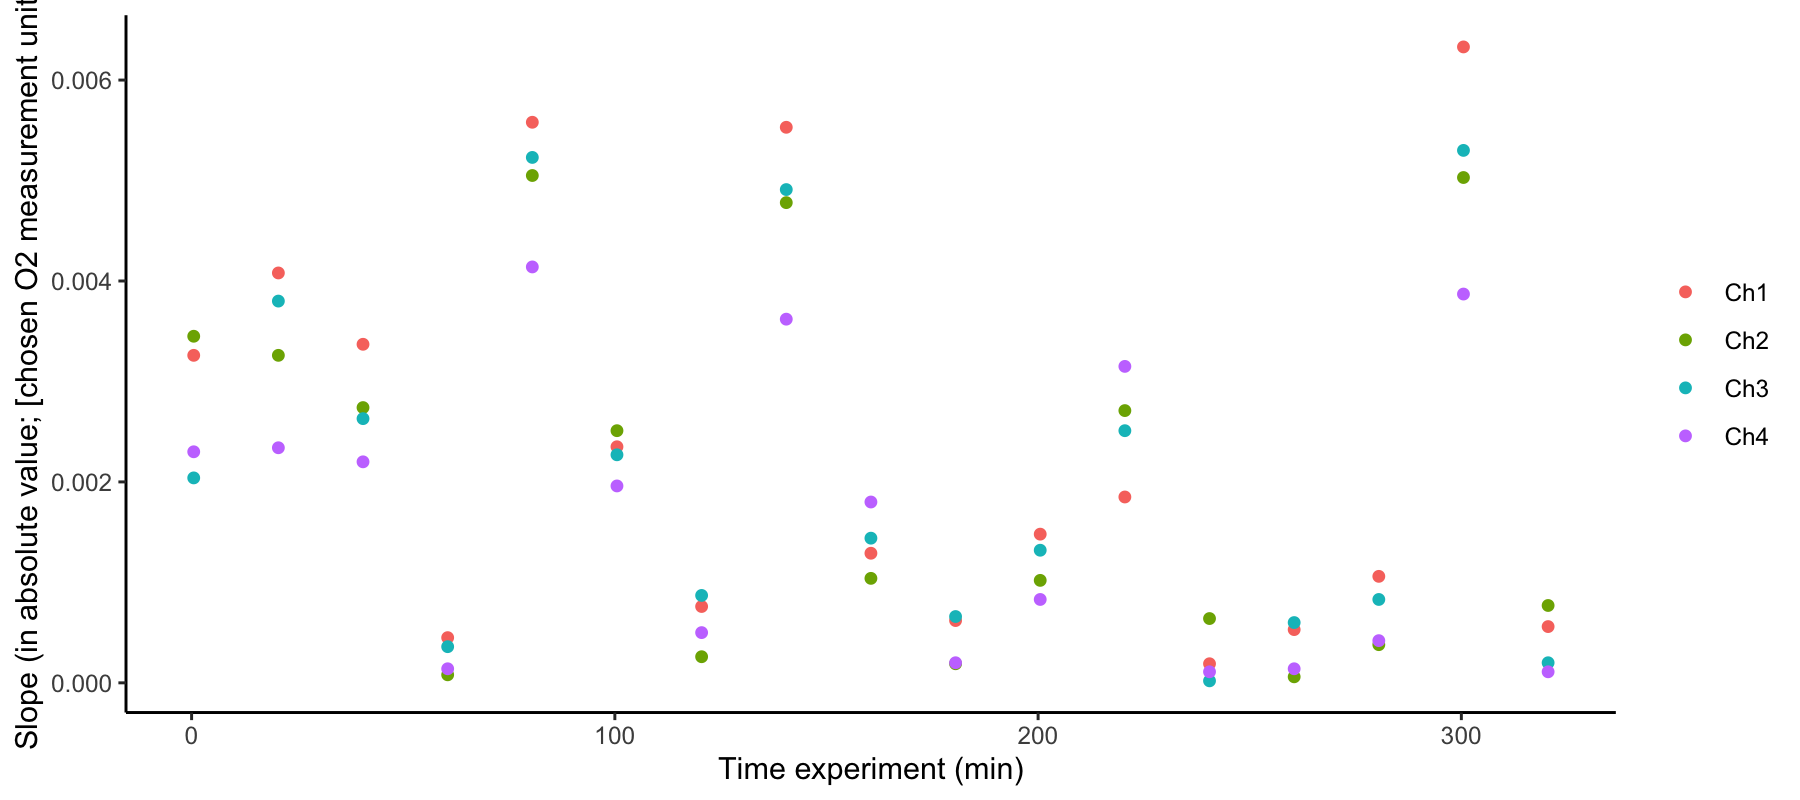 Slope (in absolute value; [chosen O2 measurement unit
0.006
0.004
0.002
0.000
0
100
200
300
Time experiment (min)
Ch1
Ch2
Ch3
Ch4